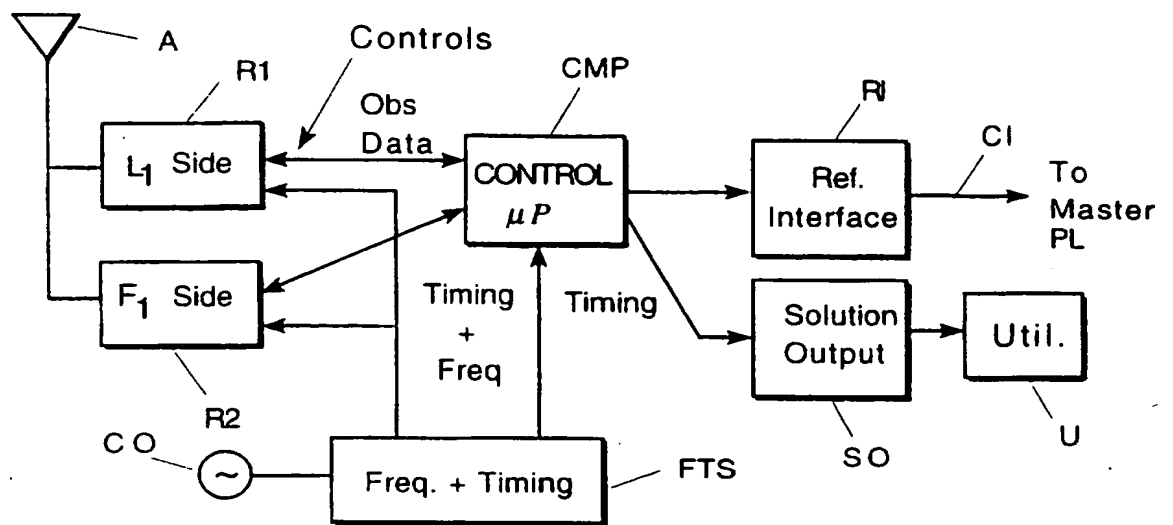 A
Controls
R1
CMP
RI
CI
Obs
Data
L1 Side
CONTROL
μP
Ref.
Interface
To
Master
PL
F1 Side
Timing
+
Freq
Timing
Solution
Output
Util.
R2
CO
~
Freq. + Timing
FTS
SO
U